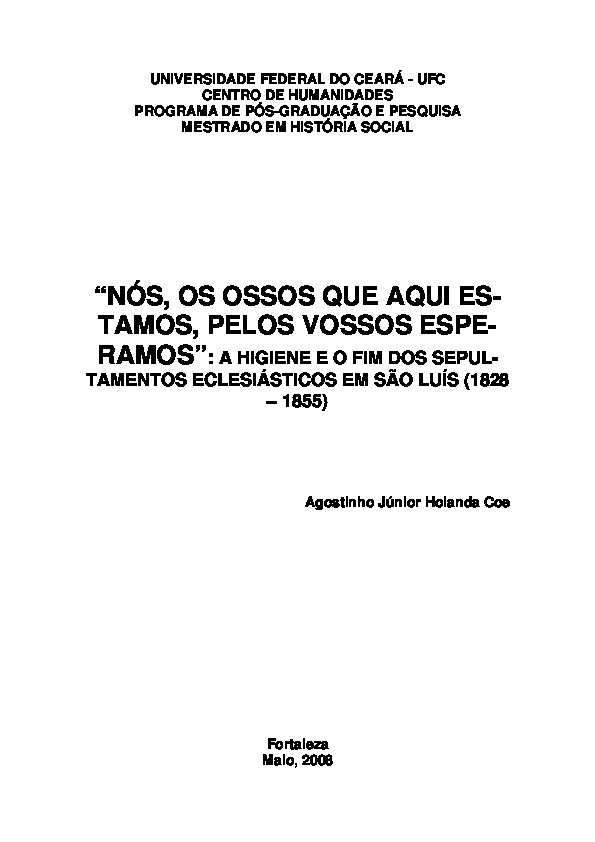 UNIVERSIDADE FEDERAL DO CEARÁ - UFC
CENTRO DE HUMANIDADES
PROGRAMA DE PÓS-GRADUAÇÃO E PESQUISA
MESTRADO EM HISTÓRIA SOCIAL
“NÓS, OS OSSOS QUE AQUI ES-
TAMOS, PELOS VOSSOS ESPE-
RAMOS”: A HIGIENE E O FIM DOS SEPUL-
TAMENTOS ECLESIÁSTICOS EM SÃO LUÍS (1828
– 1855)
Agostinho Júnior Holanda Coe
Fortaleza
Maio, 2008